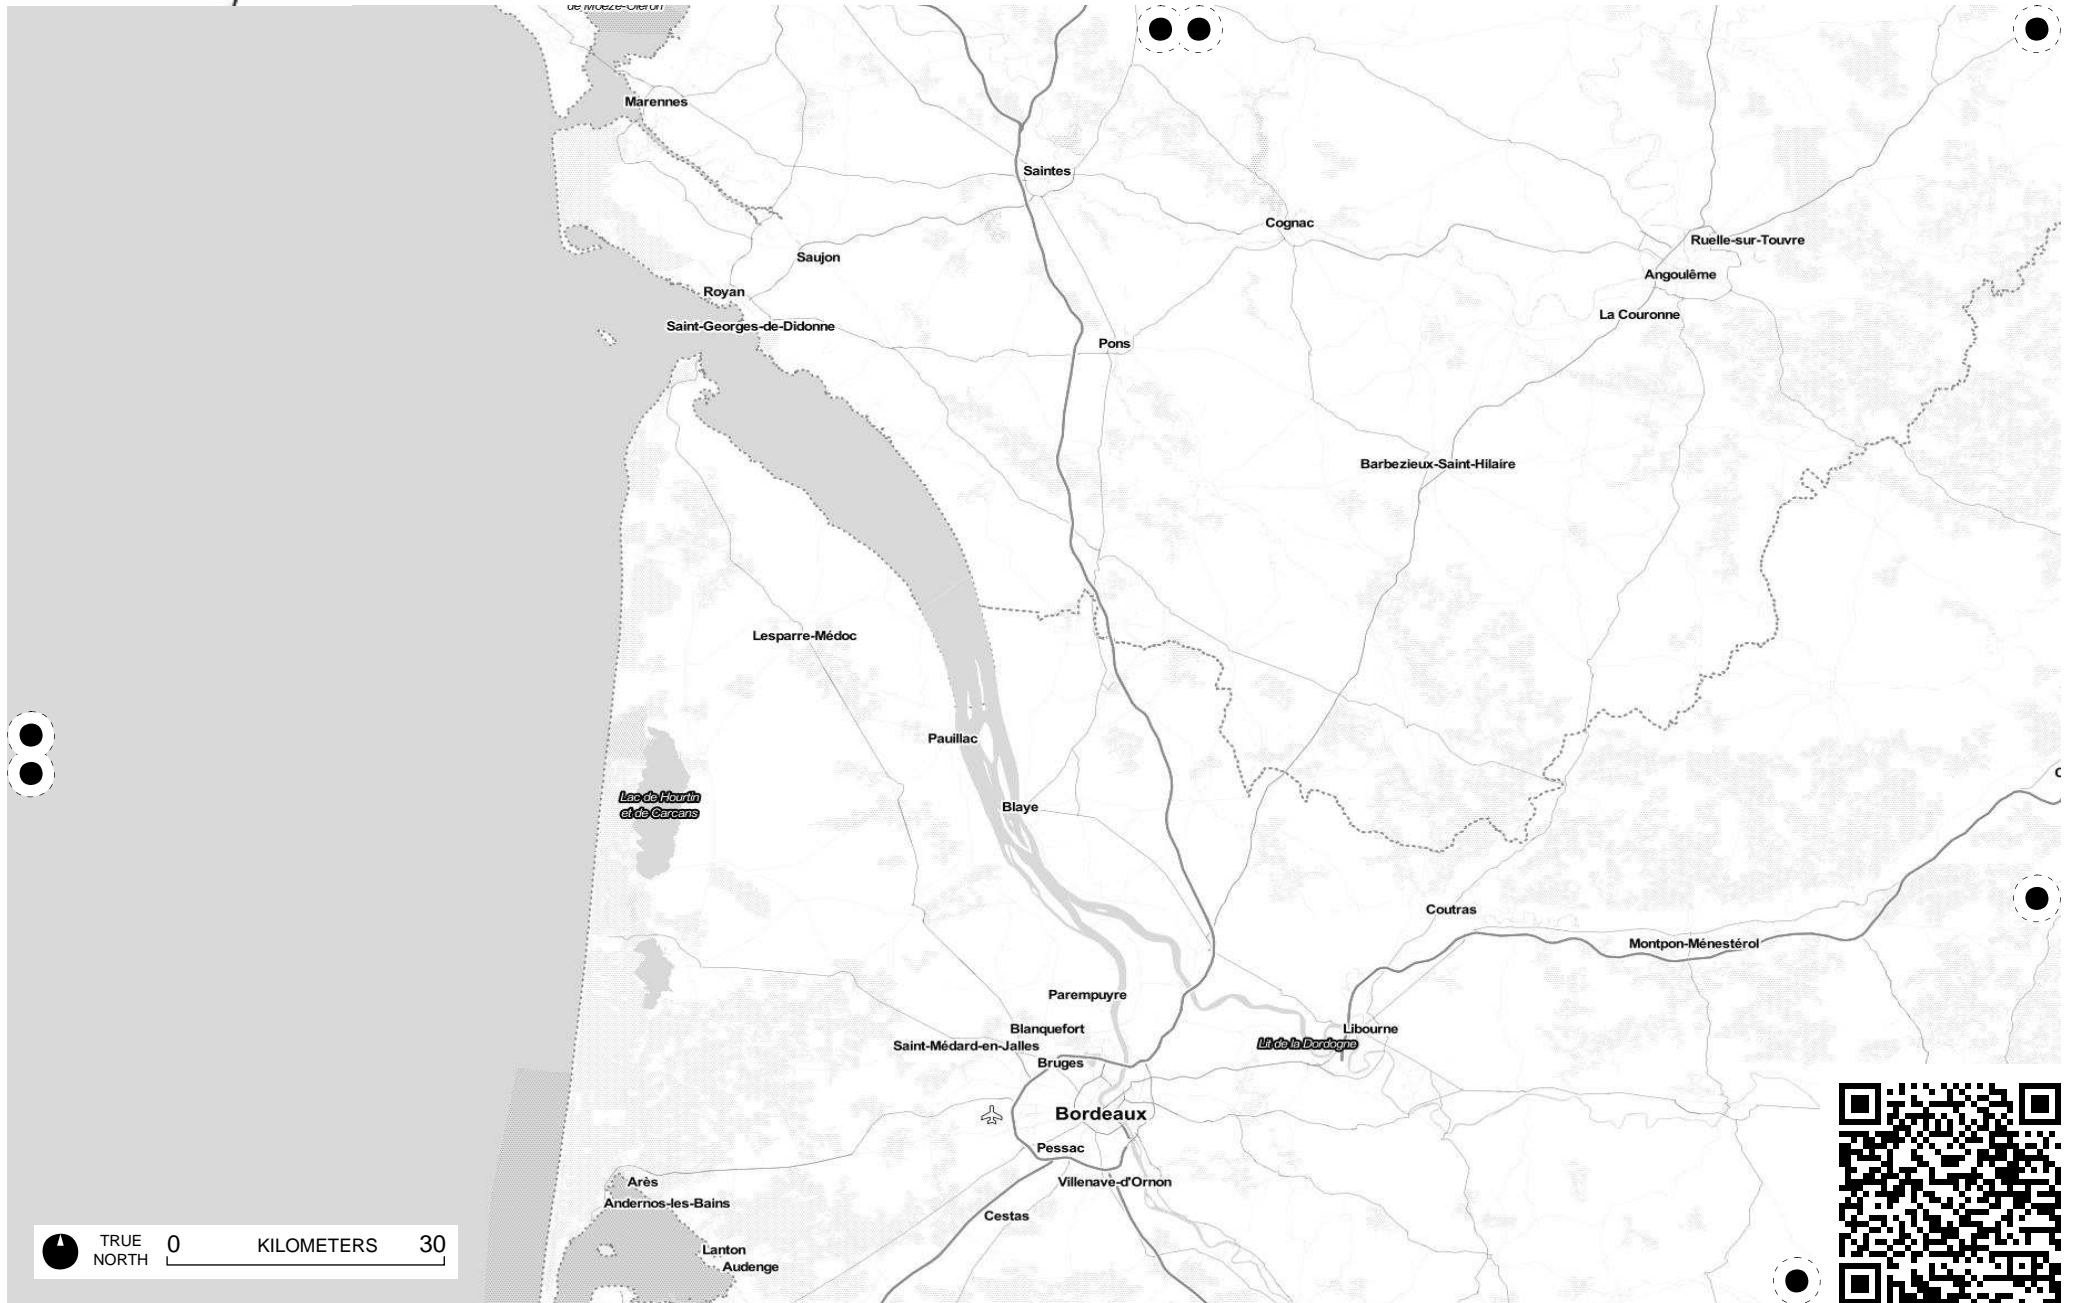 de Moëze-Oléron
Marennes
Saintes
Cognac
Ruelle-sur-Touvre
Saujon
Angoulême
Royan
La Couronne
Saint-Georges-de-Didonne
Pons
Barbezieux-Saint-Hilaire
Lesparre-Médoc
Pauillac
Lac de Hourtin
et de Carcans
Blaye
Coutras
Montpon-Ménestérol
Parempuyre
Blanquefort
Libourne
Saint-Médard-en-Jalles
Lit de la Dordogne
Bruges
Bordeaux
Pessac
Arès
Villenave-d'Ornon
Andernos-les-Bains
Cestas
Lanton
Audenge
TRUE
NORTH
0 KILOMETERS 30